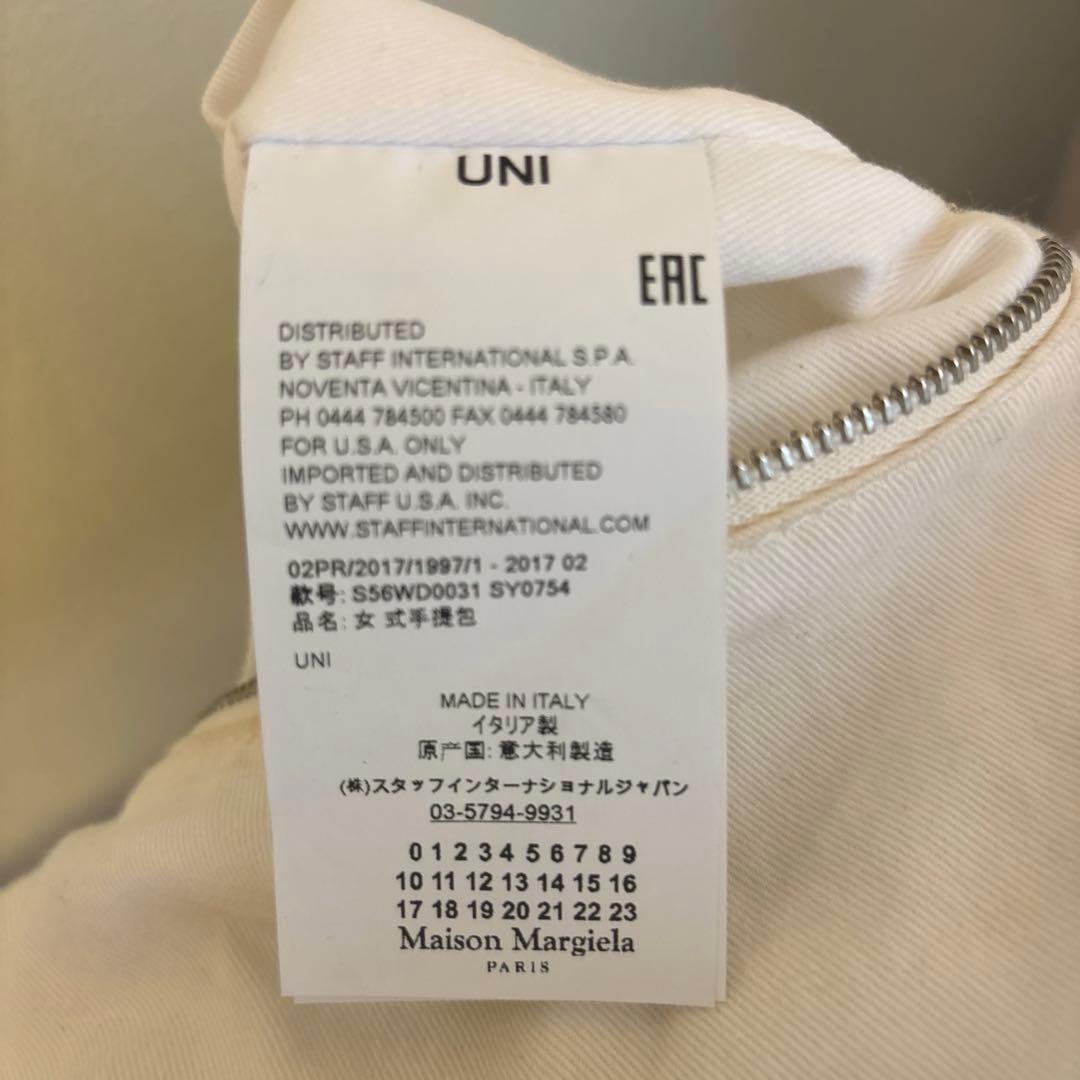 UNI
EAC
DISTRIBUTED
BY STAFF INTERNATIONAL S.P.A.
NOVENTA VICENTINA - ITALY
PH 0444 784500 FAX 0444 784580
FOR U.S.A. ONLY
IMPORTED AND DISTRIBUTED
BY STAFF U.S.A. INC.
WWW.STAFFINTERNATIONAL.COM
02PR/2017/1997/1 - 2017 02
款号: S56WD0031 SY0754
品名: 女 式手提包
UNI
MADE IN ITALY
イタリア製
原产国: 意大利製造
(株)スタッフインターナショナルジャパン
03-5794-9931
0 1 2 3 4 5 6 7 8 9
10 11 12 13 14 15 16
17 18 19 20 21 22 23
Maison Margiela
PARIS